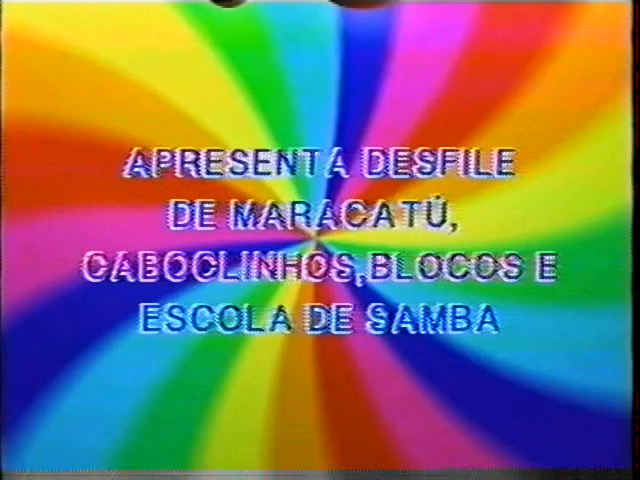 APRESENTA DESFILE
DE MARACATÚ,
CABOCLINHOS,BLOCOS E
ESCOLA DE SAMBA